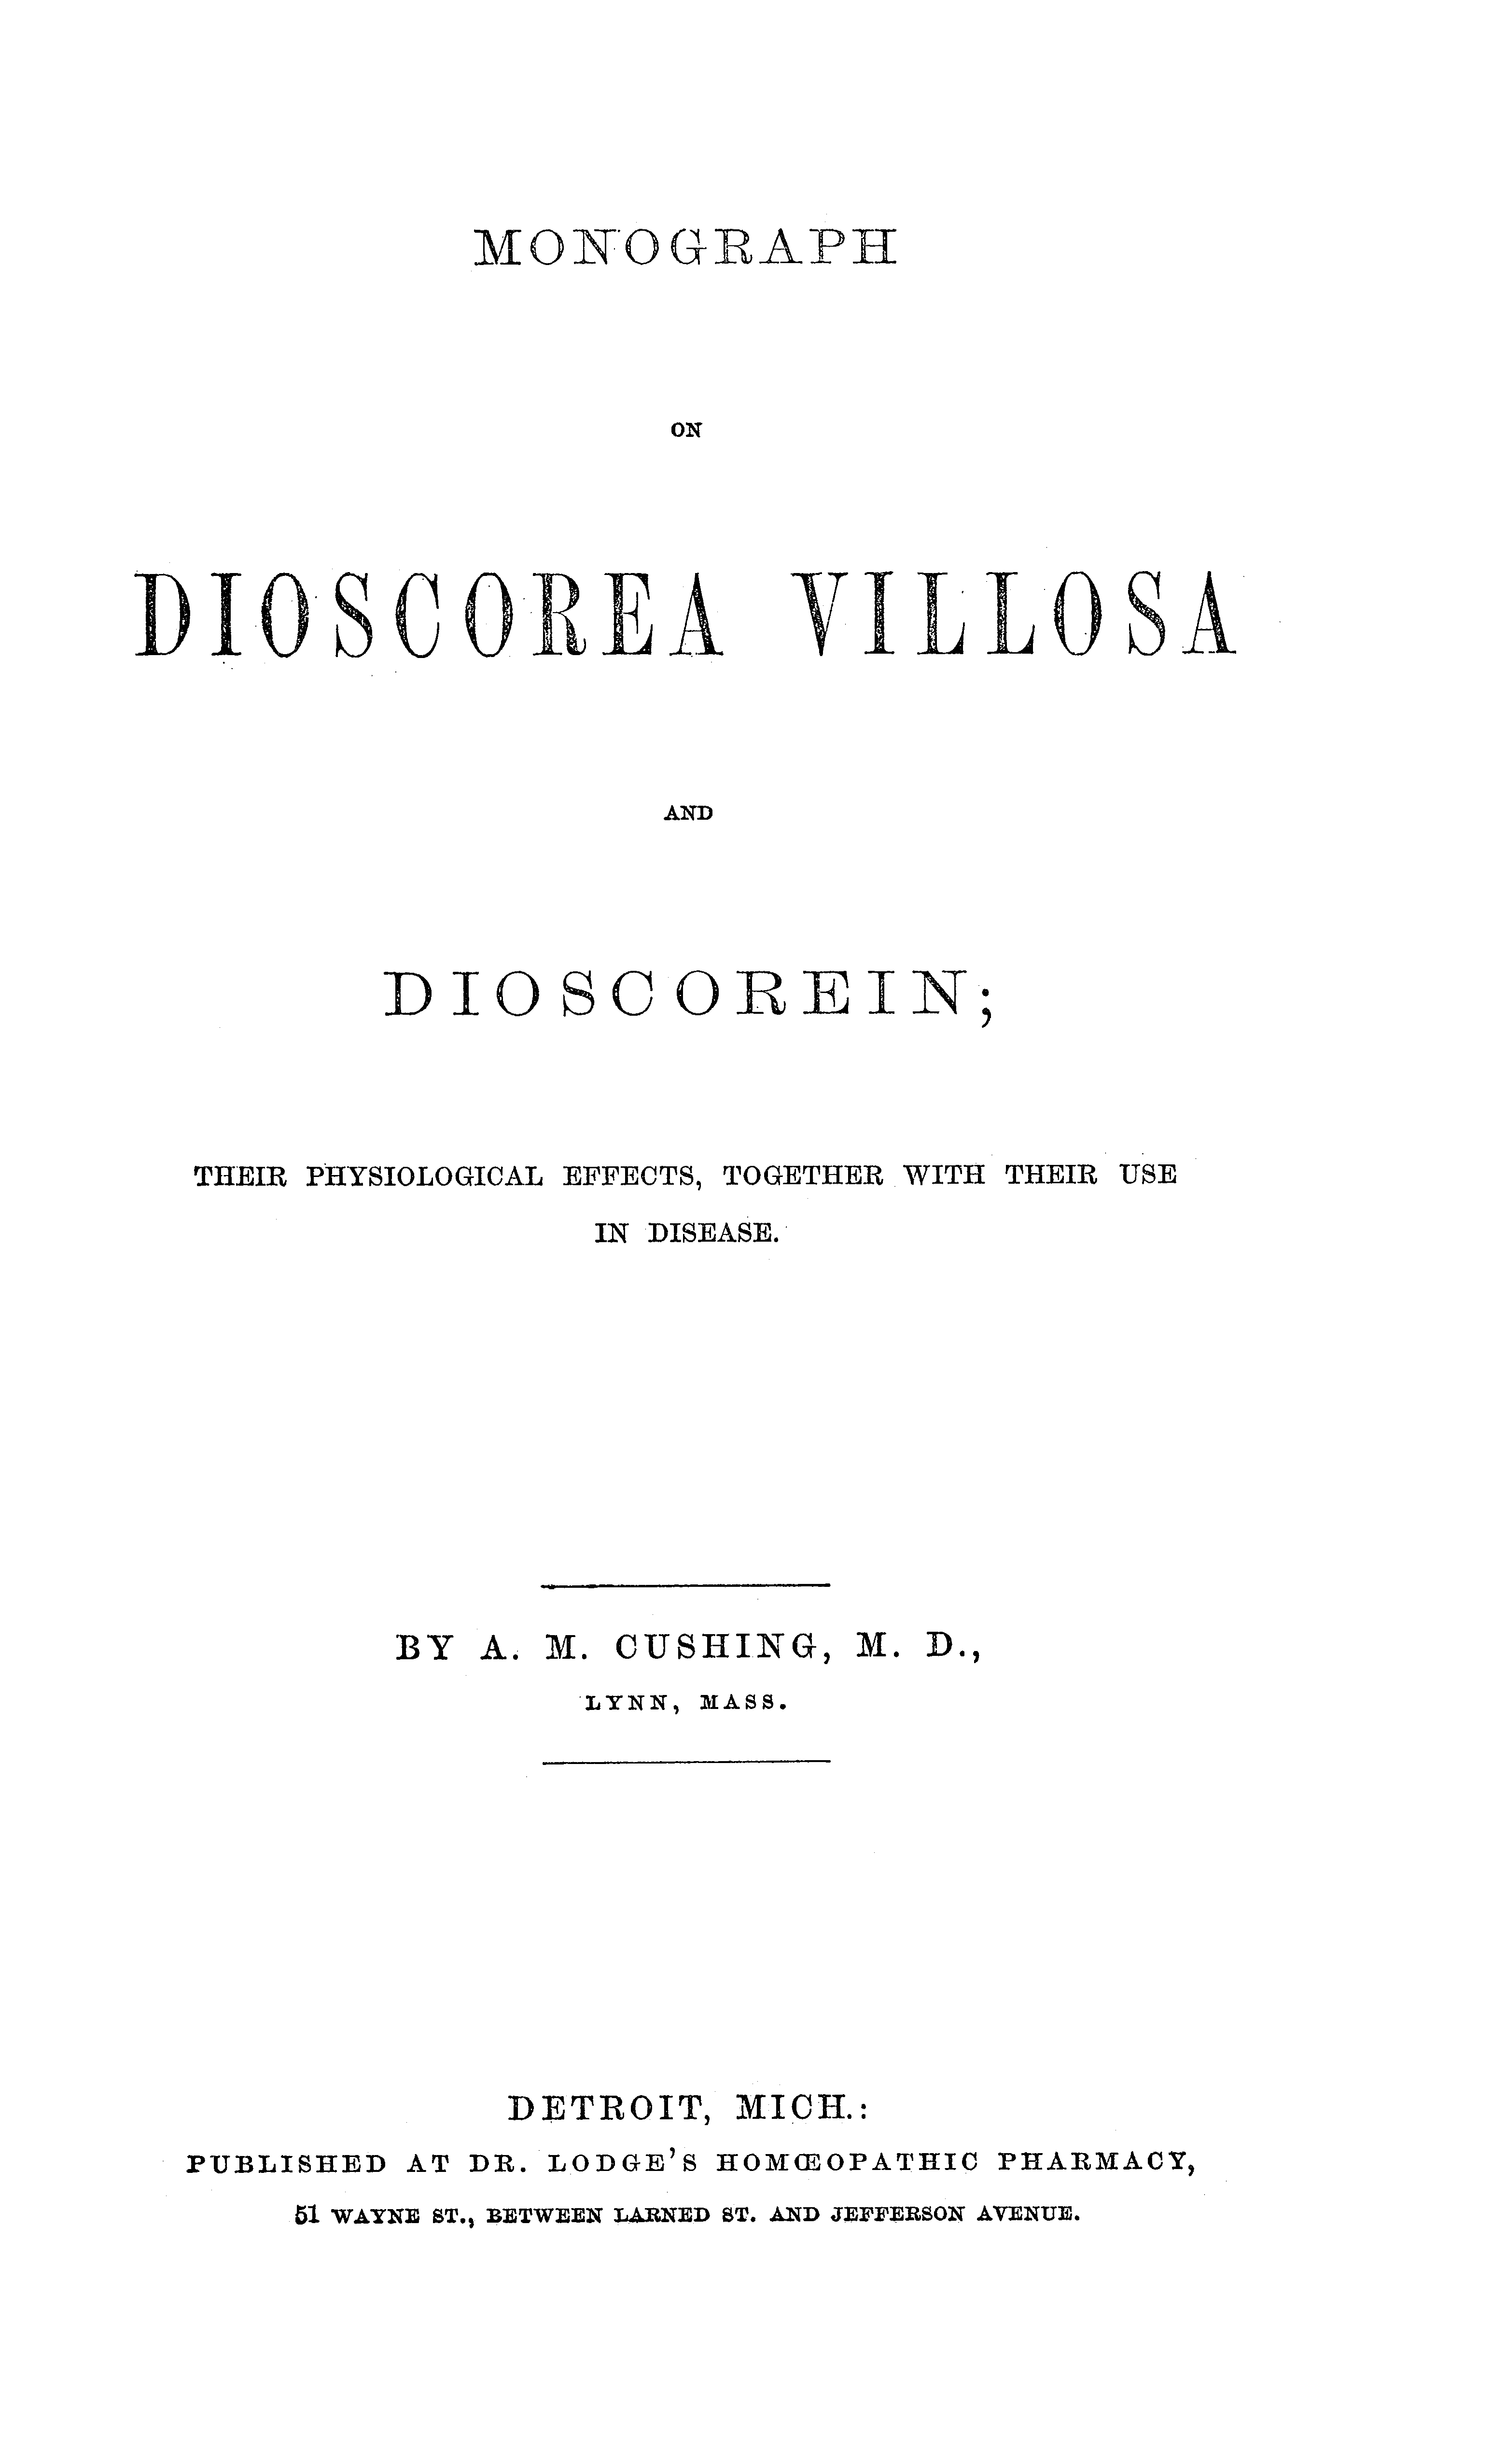 MONOGRAPH
ON
DIOSCOREA VILLOSA
AND
DIOSCOREIN;
THEIR PHYSIOLOGICAL EFFECTS, TOGETHER WITH THEIR USE
IN DISEASE.
BY A. M. CUSHING, M. D.,
LYNN, MASS.
DETROIT, MICH.:
PUBLISHED AT DR. LODGE'S HOMŒOPATHIC PHARMACY,
51 WAYNE ST., BETWEEN LARNED ST. AND JEFFERSON AVENUE.